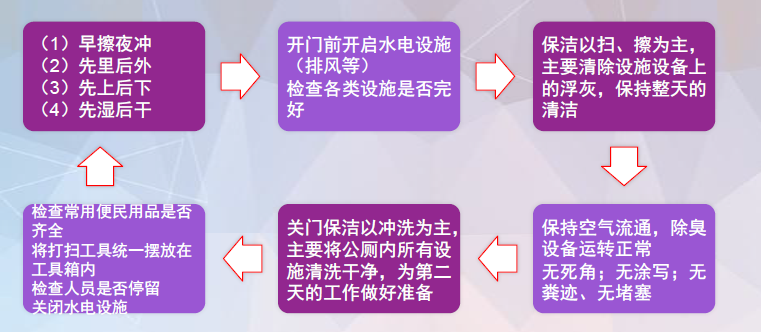 （1）早擦夜冲
（2）先里后外
（3）先上后下
（4）先湿后干
开门前开启水电设施
（排风等）
检查各类设施是否完
好
保洁以扫、擦为主，
主要清除设施设备上
的浮灰，保持整天的
清洁
保持空气流通，除臭
设备运转正常
无死角；无涂写；无
粪迹、无堵塞
关门保洁以冲洗为主，
主要将公厕内所有设
施清洗干净，为第二
天的工作做好准备
检查常用便民用品是否
齐全
将打扫工具统一摆放在
工具箱内
检查人员是否停留
关闭水电设施